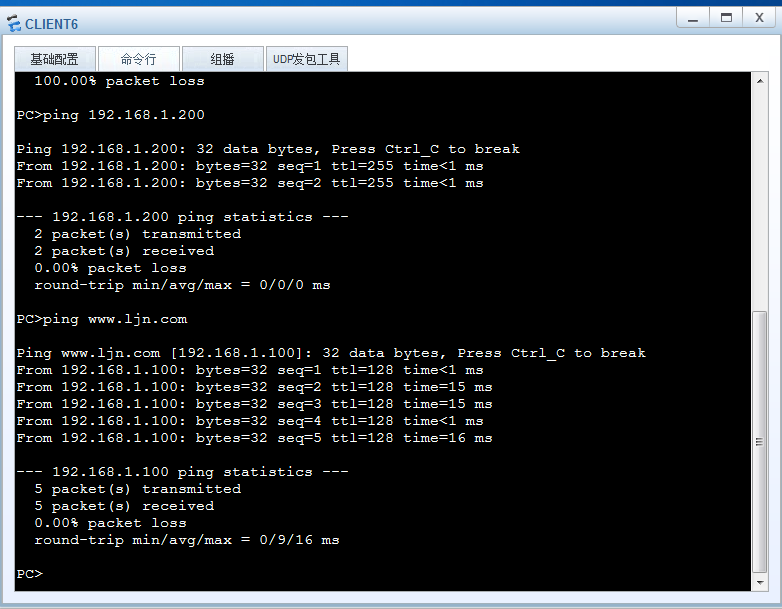 CLIENT6
基础配置 命令行 组播 UDP发包工具
100.00% packet loss
PC>ping 192.168.1.200
Ping 192.168.1.200: 32 data bytes, Press Ctrl_C to break
From 192.168.1.200: bytes=32 seq=1 ttl=255 time<1 ms
From 192.168.1.200: bytes=32 seq=2 ttl=255 time<1 ms
--- 192.168.1.200 ping statistics ---
2 packet(s) transmitted
2 packet(s) received
0.00% packet loss
round-trip min/avg/max = 0/0/0 ms
PC>ping www.ljn.com
Ping www.ljn.com [192.168.1.100]: 32 data bytes, Press Ctrl_C to break
From 192.168.1.100: bytes=32 seq=1 ttl=128 time<1 ms
From 192.168.1.100: bytes=32 seq=2 ttl=128 time=15 ms
From 192.168.1.100: bytes=32 seq=3 ttl=128 time=15 ms
From 192.168.1.100: bytes=32 seq=4 ttl=128 time<1 ms
From 192.168.1.100: bytes=32 seq=5 ttl=128 time=16 ms
--- 192.168.1.100 ping statistics ---
5 packet(s) transmitted
5 packet(s) received
0.00% packet loss
round-trip min/avg/max = 0/9/16 ms
PC>